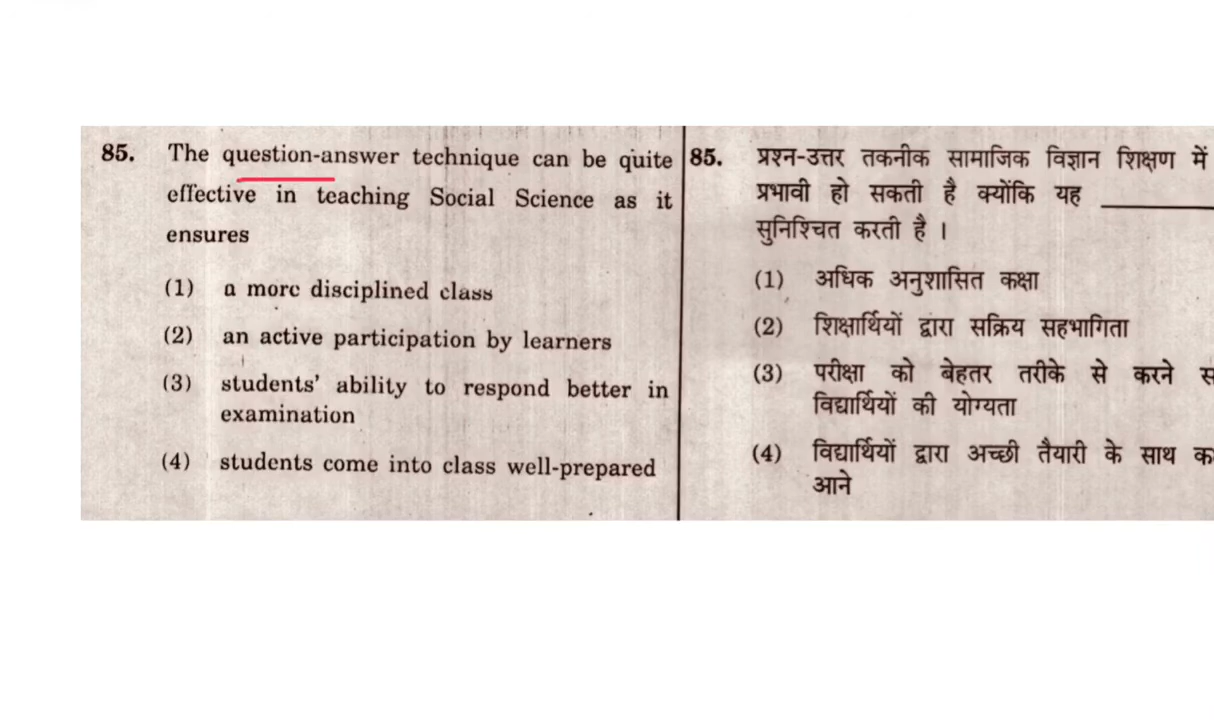 85. The question-answer technique can be quite
effective in teaching Social Science as it
ensures
(1) a more disciplined class
(2) an active participation by learners
(3) students' ability to respond better in
examination
(4) students come into class well-prepared
85. प्रश्न-उत्तर तकनीक सामाजिक विज्ञान शिक्षण में
प्रभावी हो सकती है क्योंकि यह ______
सुनिश्चित करती है ।
(1) अधिक अनुशासित कक्षा
(2) शिक्षार्थियों द्वारा सक्रिय सहभागिता
(3) परीक्षा को बेहतर तरीके से करने
विद्यार्थियों की योग्यता
(4) विद्यार्थियों द्वारा अच्छी तैयारी के साथ
आने